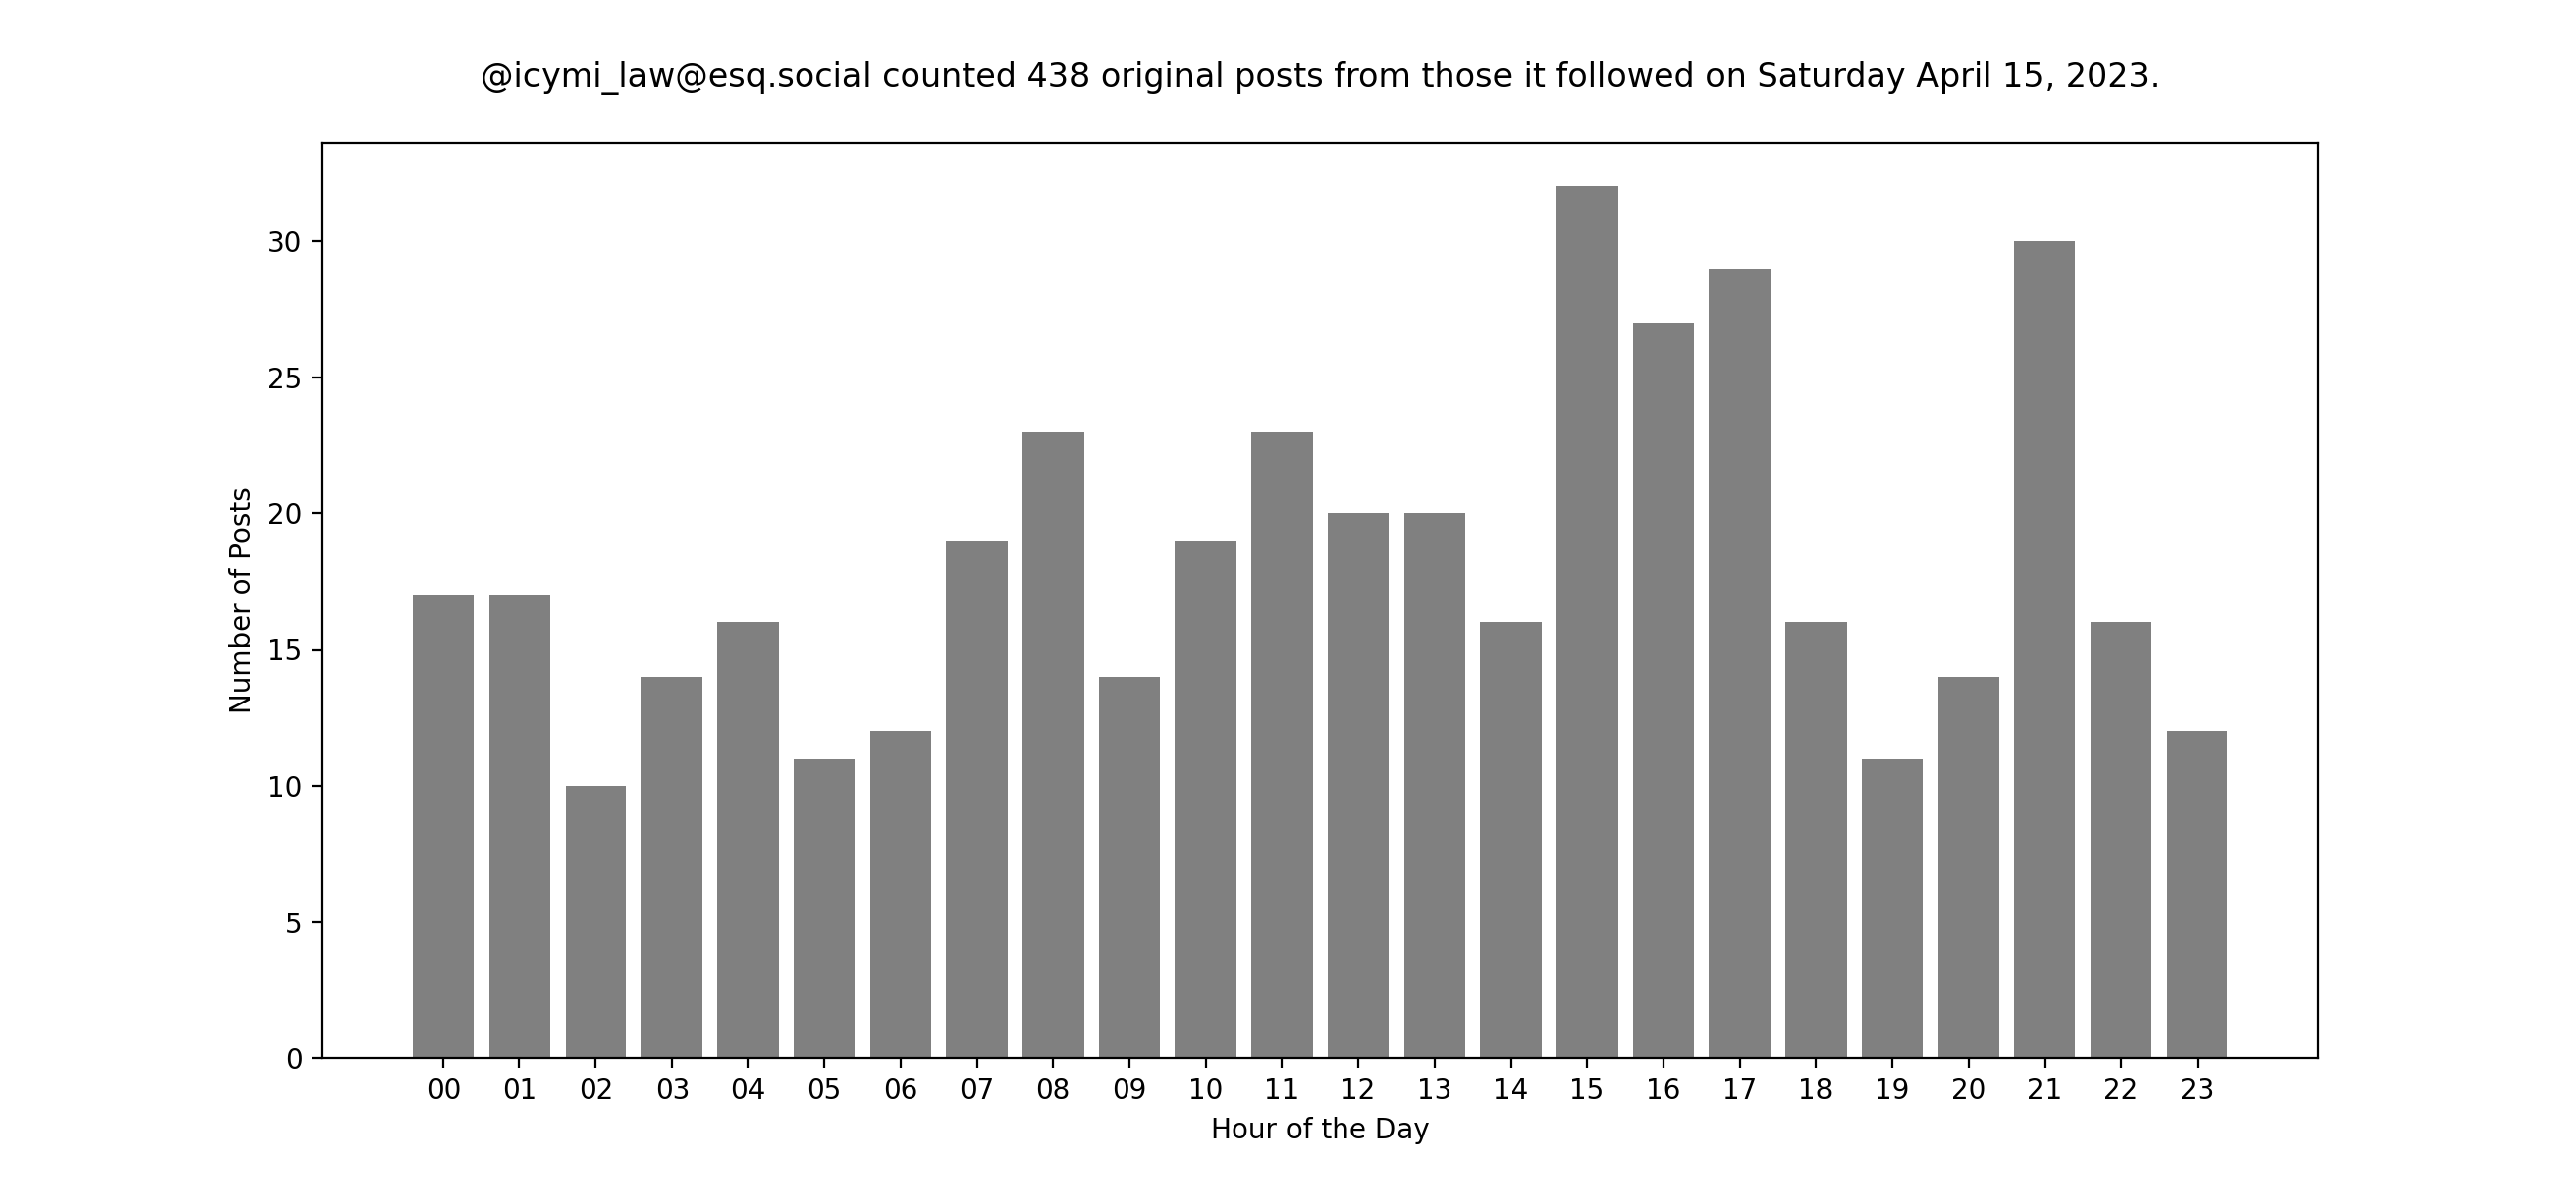 @icymi_law@esq.social counted 438 original posts from those it followed on Saturday April 15, 2023.
30
25
20
15
10
5
0
Number of Posts
00 01 02 03 04 05 06 07 08 09 10 11 12 13 14 15 16 17 18 19 20 21 22 23
Hour of the Day